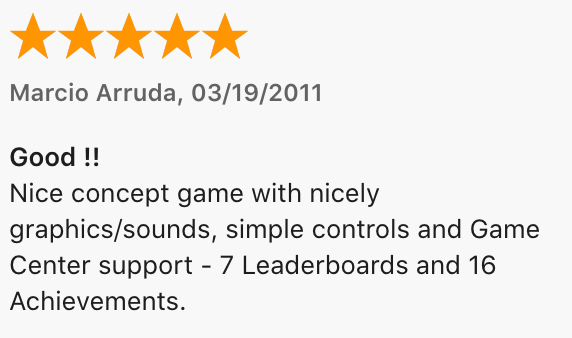 Marcio Arruda, 03/19/2011
Good !!
Nice concept game with nicely
graphics/sounds, simple controls and Game
Center support - 7 Leaderboards and 16
Achievements.